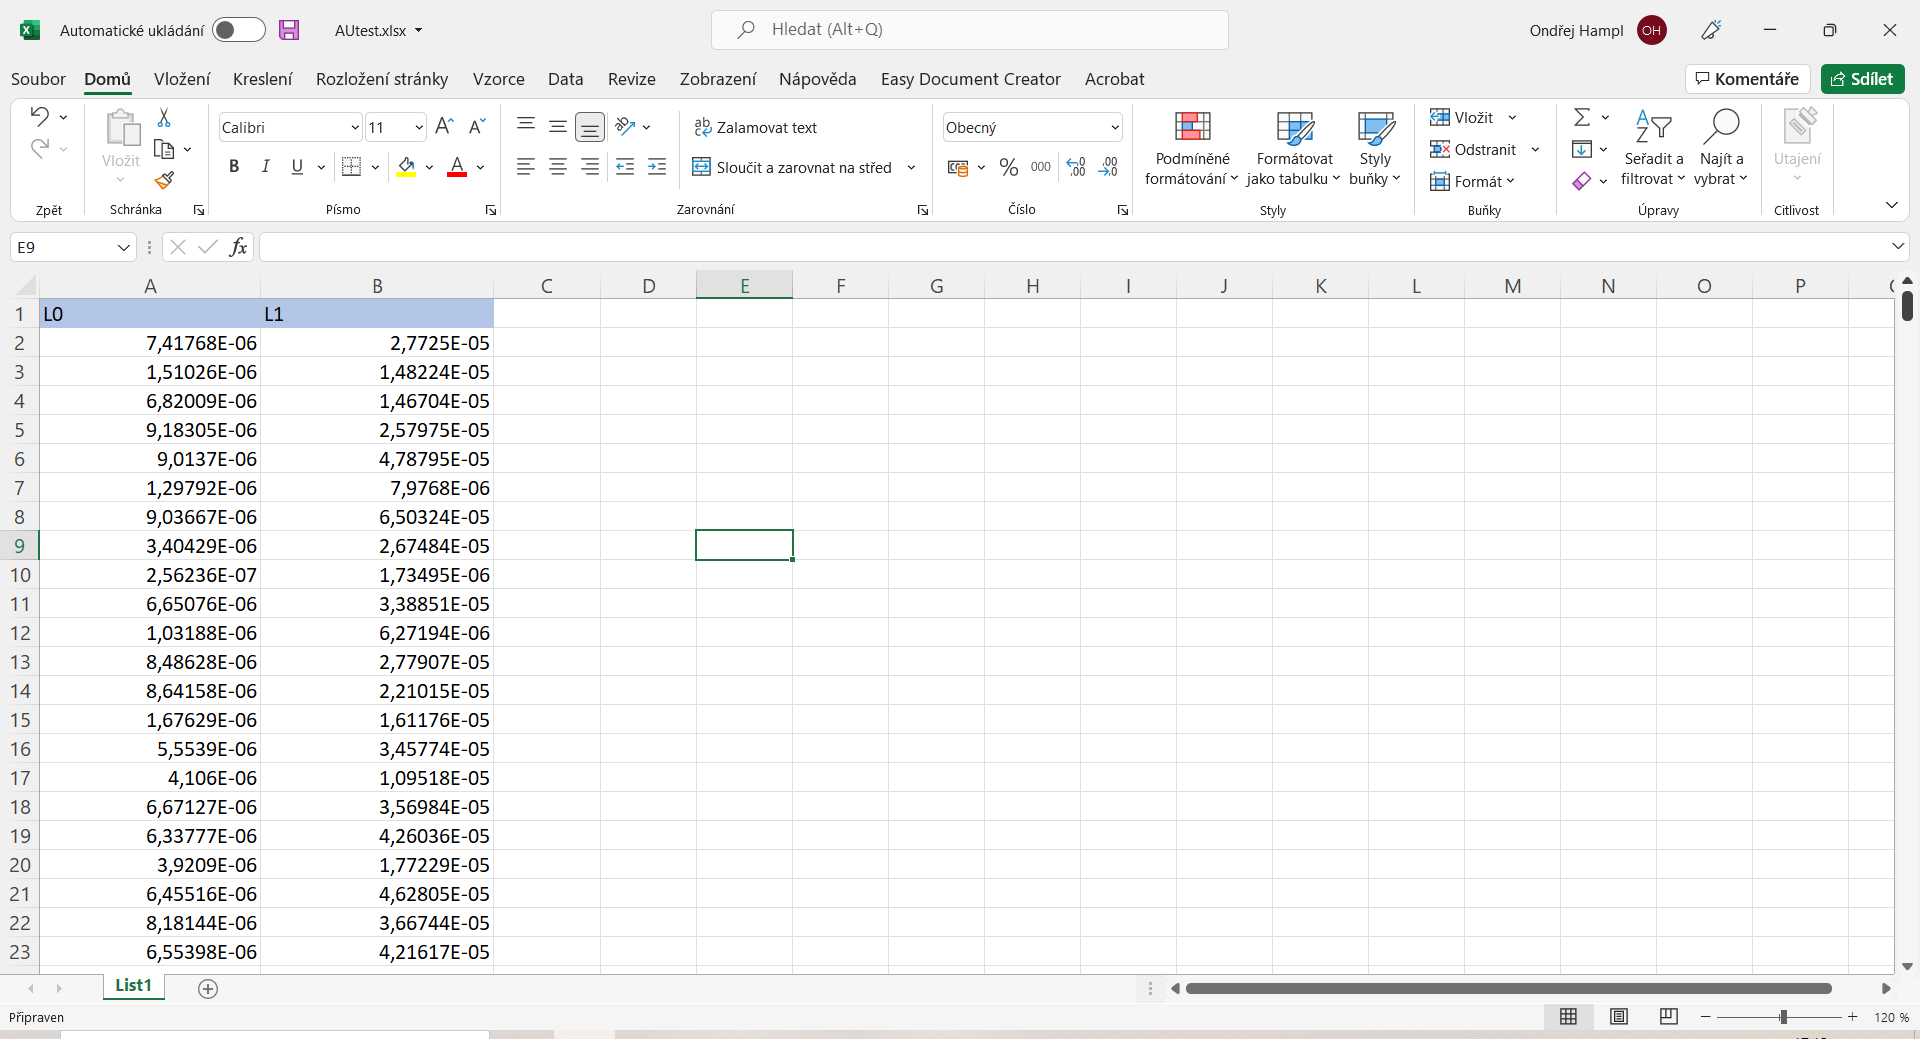 Automatické ukládání AUtest.xlsx Hledat (Alt+Q) Ondřej Hampl OH
Soubor Domů Vložení Kreslení Rozložení stránky Vzorce Data Revize Zobrazení Nápověda Easy Document Creator Acrobat Komentáře Sdílet
Vložit
Calibri 11
Zalamovat text
Obecný
Podmíněné formátování
Formátovat jako tabulku
Styly buňky
Vložit
Odstranit
Formát
Seřadit a filtrovat
Najít a vybrat
Utajení
B I U A
Sloučit a zarovnat na střed
% 000
Zpět Schránka Písmo Zarovnání Číslo Styly Buňky Úpravy Citlivost
E9 fx
A B C D E F G H I J K L M N O P
1 L0 L1
2 7,41768E-06 2,7725E-05
3 1,51026E-06 1,48224E-05
4 6,82009E-06 1,46704E-05
5 9,18305E-06 2,57975E-05
6 9,0137E-06 4,78795E-05
7 1,29792E-06 7,9768E-06
8 9,03667E-06 6,50324E-05
9 3,40429E-06 2,67484E-05
10 2,56236E-07 1,73495E-06
11 6,65076E-06 3,38851E-05
12 1,03188E-06 6,27194E-06
13 8,48628E-06 2,77907E-05
14 8,64158E-06 2,21015E-05
15 1,67629E-06 1,61176E-05
16 5,5539E-06 3,45774E-05
17 4,106E-06 1,09518E-05
18 6,67127E-06 3,56984E-05
19 6,33777E-06 4,26036E-05
20 3,9209E-06 1,77229E-05
21 6,45516E-06 4,62805E-05
22 8,18144E-06 3,66744E-05
23 6,55398E-06 4,21617E-05
List1
Připraven 120 %